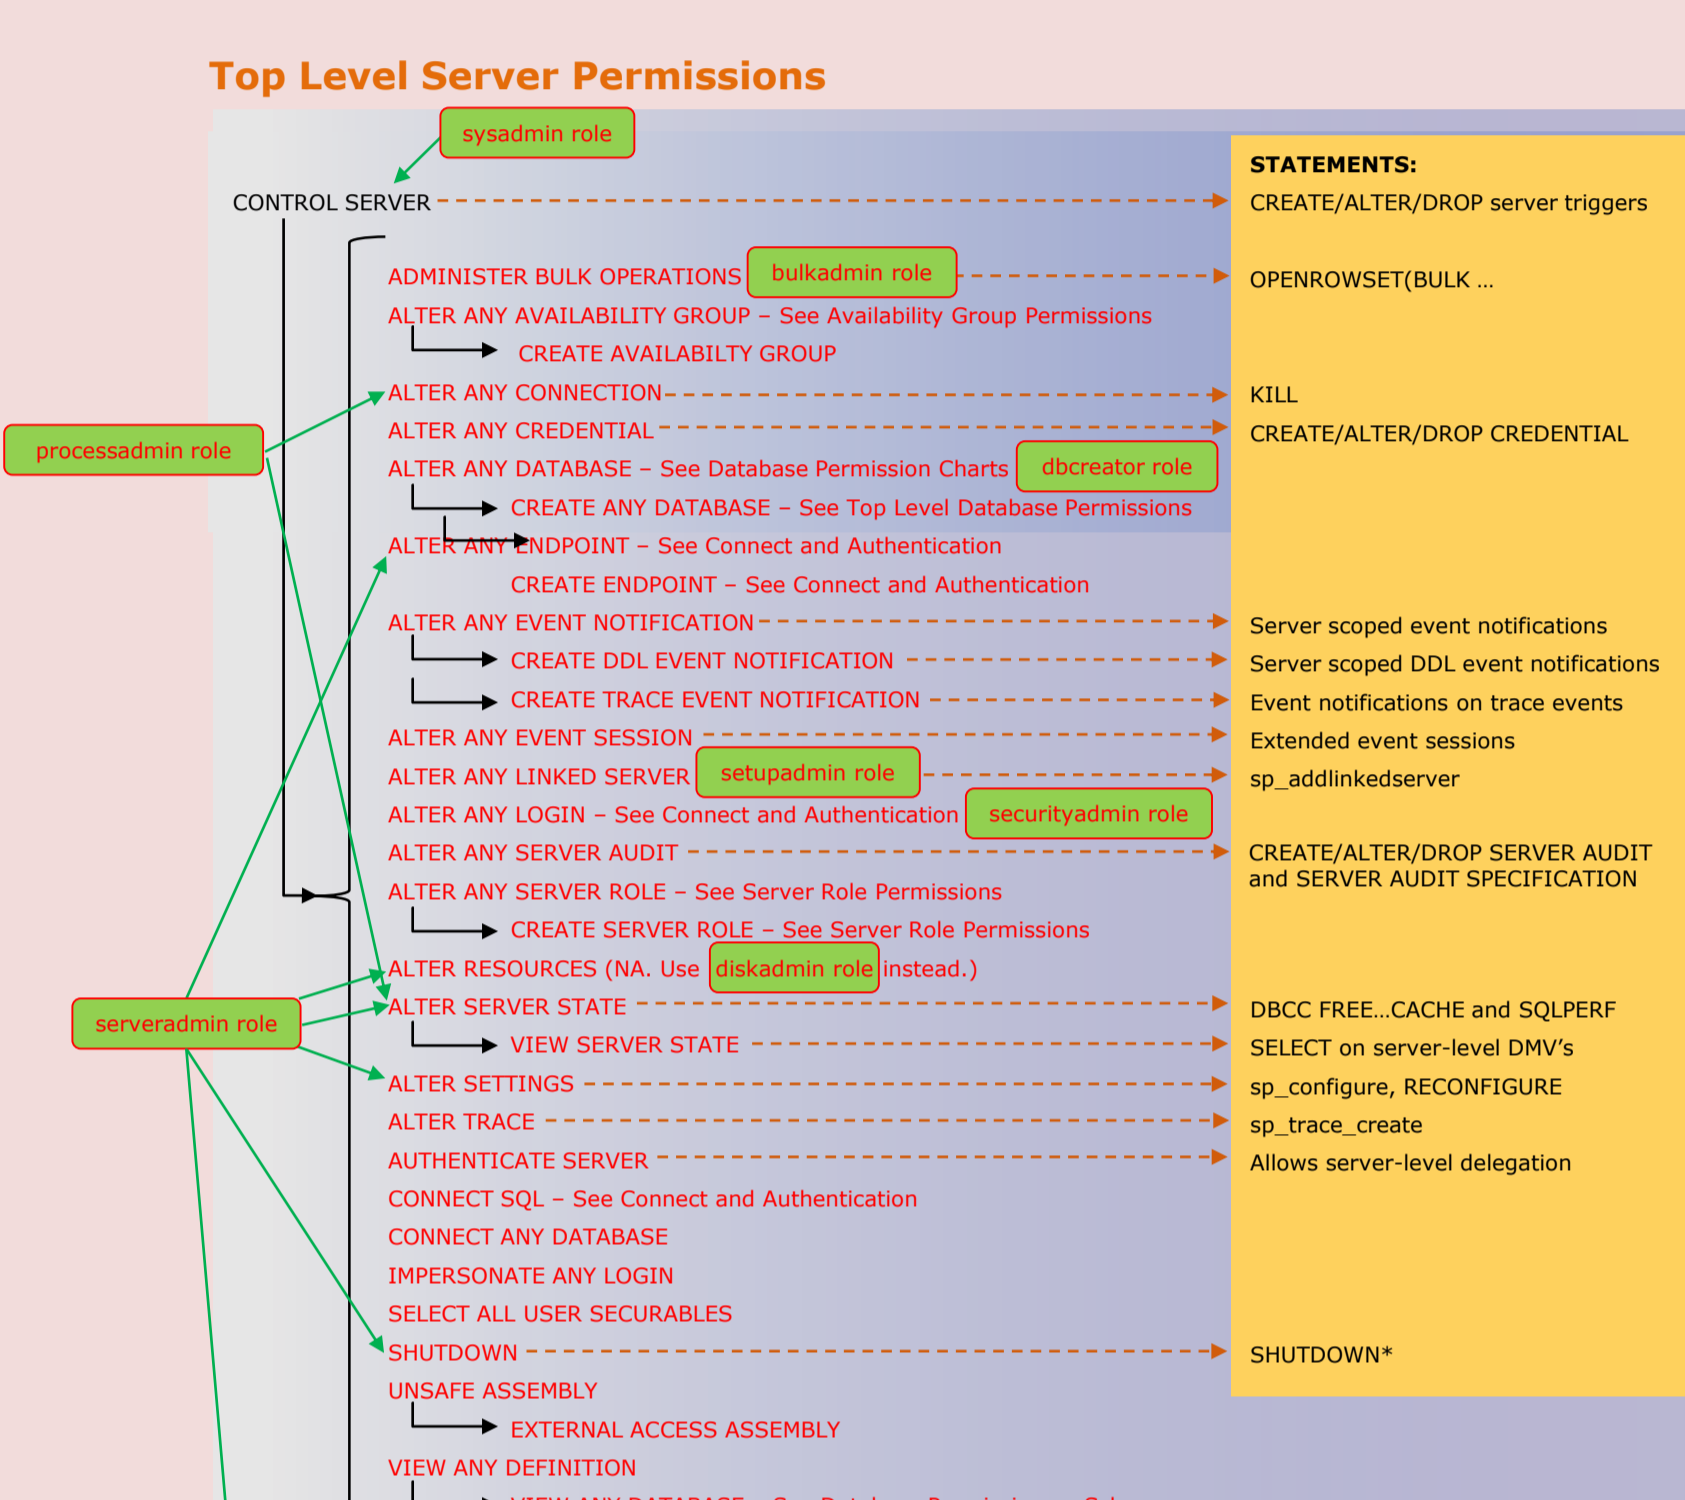 Top Level Server Permissions
sysadmin role
STATEMENTS:
CONTROL SERVER
CREATE/ALTER/DROP server triggers
ADMINISTER BULK OPERATIONS bulkadmin role
OPENROWSET(BULK …
ALTER ANY AVAILABILITY GROUP – See Availability Group Permissions
CREATE AVAILABILTY GROUP
ALTER ANY CONNECTION
KILL
ALTER ANY CREDENTIAL
CREATE/ALTER/DROP CREDENTIAL
processadmin role
ALTER ANY DATABASE – See Database Permission Charts dbcreator role
CREATE ANY DATABASE – See Top Level Database Permissions
ALTER ANY ENDPOINT – See Connect and Authentication
CREATE ENDPOINT – See Connect and Authentication
ALTER ANY EVENT NOTIFICATION
Server scoped event notifications
CREATE DDL EVENT NOTIFICATION
Server scoped DDL event notifications
CREATE TRACE EVENT NOTIFICATION
Event notifications on trace events
ALTER ANY EVENT SESSION
Extended event sessions
ALTER ANY LINKED SERVER setupadmin role
sp_addlinkedserver
ALTER ANY LOGIN – See Connect and Authentication securityadmin role
ALTER ANY SERVER AUDIT
CREATE/ALTER/DROP SERVER AUDIT
and SERVER AUDIT SPECIFICATION
ALTER ANY SERVER ROLE – See Server Role Permissions
CREATE SERVER ROLE – See Server Role Permissions
ALTER RESOURCES (NA. Use diskadmin role instead.)
ALTER SERVER STATE
DBCC FREE…CACHE and SQLPERF
serveradmin role
VIEW SERVER STATE
SELECT on server-level DMV’s
ALTER SETTINGS
sp_configure, RECONFIGURE
ALTER TRACE
sp_trace_create
AUTHENTICATE SERVER
Allows server-level delegation
CONNECT SQL – See Connect and Authentication
CONNECT ANY DATABASE
IMPERSONATE ANY LOGIN
SELECT ALL USER SECURABLES
SHUTDOWN
SHUTDOWN*
UNSAFE ASSEMBLY
EXTERNAL ACCESS ASSEMBLY
VIEW ANY DEFINITION
VIEW ANY DATABASE – See Database Permissions